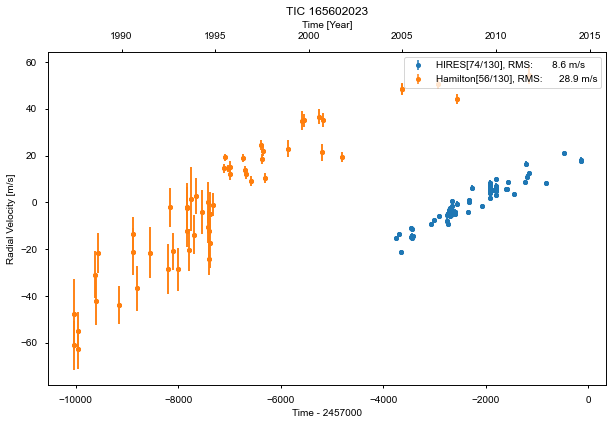 TIC 165602023
Time [Year]
1990 1995 2000 2005 2010 2015
HIRES[74/130], RMS: 8.6 m/s
Hamilton[56/130], RMS: 28.9 m/s
60
40
20
0
−20
−40
−60
Radial Velocity [m/s]
−10000 −8000 −6000 −4000 −2000 0
Time - 2457000